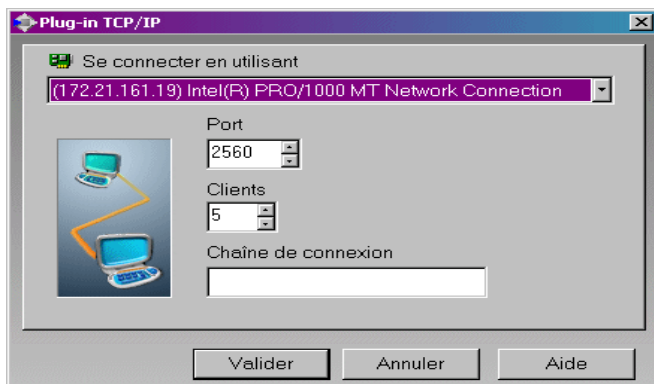 Plug-in TCP/IP
Se connecter en utilisant
(172.21.161.19) Intel(R) PRO/1000 MT Network Connection
Port
2560
Clients
5
Chaîne de connexion
Valider Annuler Aide